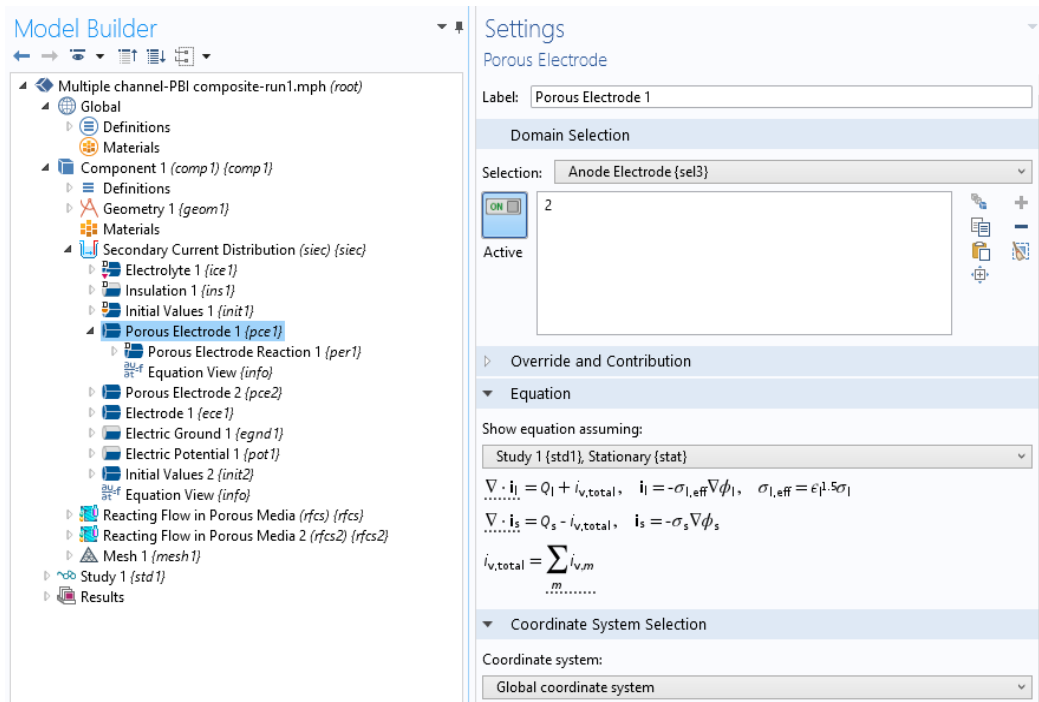 Model Builder
Multiple channel-PBI composite-run1.mph (root)
Global
Definitions
Materials
Component 1 (comp1) {comp1}
Definitions
Geometry 1 {geom1}
Materials
Secondary Current Distribution (siec) {siec}
Electrolyte 1 {ice1}
Insulation 1 {ins1}
Initial Values 1 {init1}
Porous Electrode 1 {pce1}
Porous Electrode Reaction 1 {per1}
Equation View {info}
Porous Electrode 2 {pce2}
Electrode 1 {ece1}
Electric Ground 1 {egnd1}
Electric Potential 1 {pot1}
Initial Values 2 {init2}
Equation View {info}
Reacting Flow in Porous Media (rfcs) {rfcs}
Reacting Flow in Porous Media 2 (rfcs2) {rfcs2}
Mesh 1 {mesh1}
Study 1 {std1}
Results
Settings
Porous Electrode
Label: Porous Electrode 1
Domain Selection
Selection: Anode Electrode {sel3}
ON
2
Active
Override and Contribution
Equation
Show equation assuming:
Study 1 {std1}, Stationary {stat}
∇ · i_l = Q_l + i_v,total, i_l = -σ_l,eff∇ϕ_l, σ_l,eff = ϵ_l^1.5 σ_l
∇ · i_s = Q_s - i_v,total, i_s = -σ_s∇ϕ_s
i_v,total = ∑_m i_v,m
Coordinate System Selection
Coordinate system:
Global coordinate system